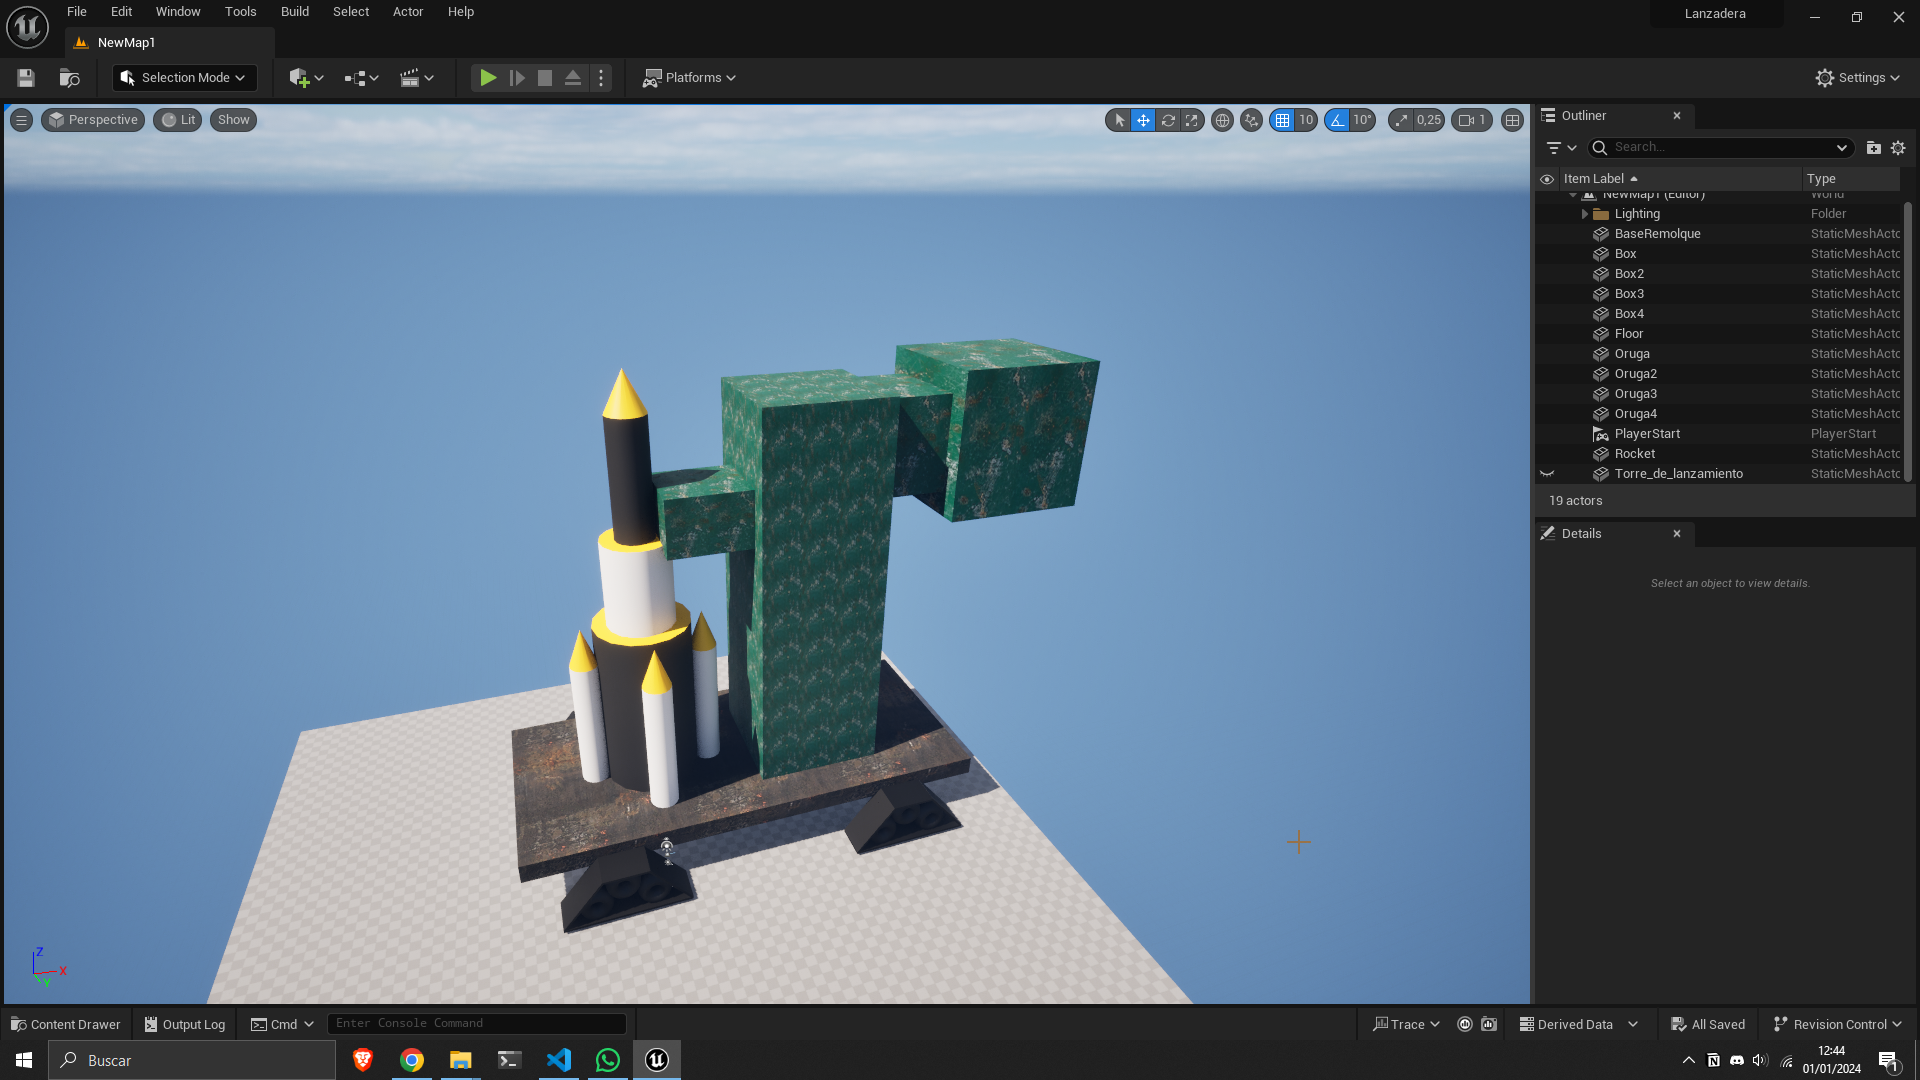 File Edit Window Tools Build Select Actor Help
Lanzadera
NewMap1
Selection Mode
Platforms
Settings
Perspective
Lit
Show
10
10°
0,25
1
Outliner
Search...
Item Label
Type
NewMap1 (Editor) World
Lighting Folder
BaseRemolque StaticMeshActo
Box StaticMeshActo
Box2 StaticMeshActo
Box3 StaticMeshActo
Box4 StaticMeshActo
Floor StaticMeshActo
Oruga StaticMeshActo
Oruga2 StaticMeshActo
Oruga3 StaticMeshActo
Oruga4 StaticMeshActo
PlayerStart PlayerStart
Rocket StaticMeshActo
Torre_de_lanzamiento StaticMeshActo
19 actors
Details
Select an object to view details.
Z
X
Y
Content Drawer
Output Log
Cmd
Enter Console Command
Trace
Derived Data
All Saved
Revision Control
Buscar
12:44
01/01/2024
1